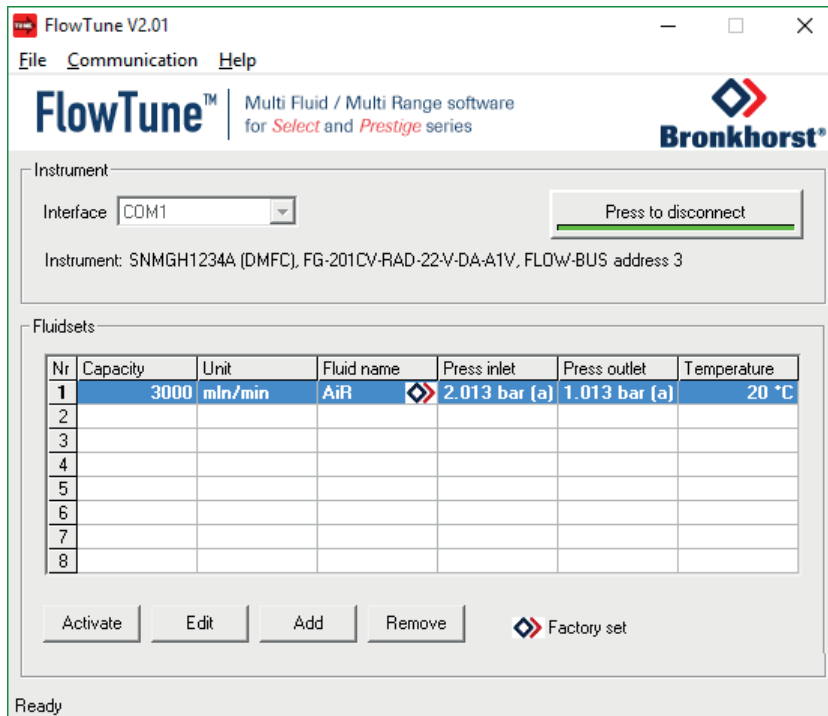 FlowTune V2.01
File Communication Help
FlowTune™ Multi Fluid / Multi Range software
for Select and Prestige series
Bronkhorst®
Instrument
Interface COM1 Press to disconnect
Instrument: SNMGH1234A (DMFC), FG-201CV-RAD-22-V-DA-A1V, FLOW-BUS address 3
Fluidsets
Nr Capacity Unit Fluid name Press inlet Press outlet Temperature
1 3000 mln/min AiR 2.013 bar (a) 1.013 bar (a) 20 °C
2
3
4
5
6
7
8
Activate Edit Add Remove Factory set
Ready